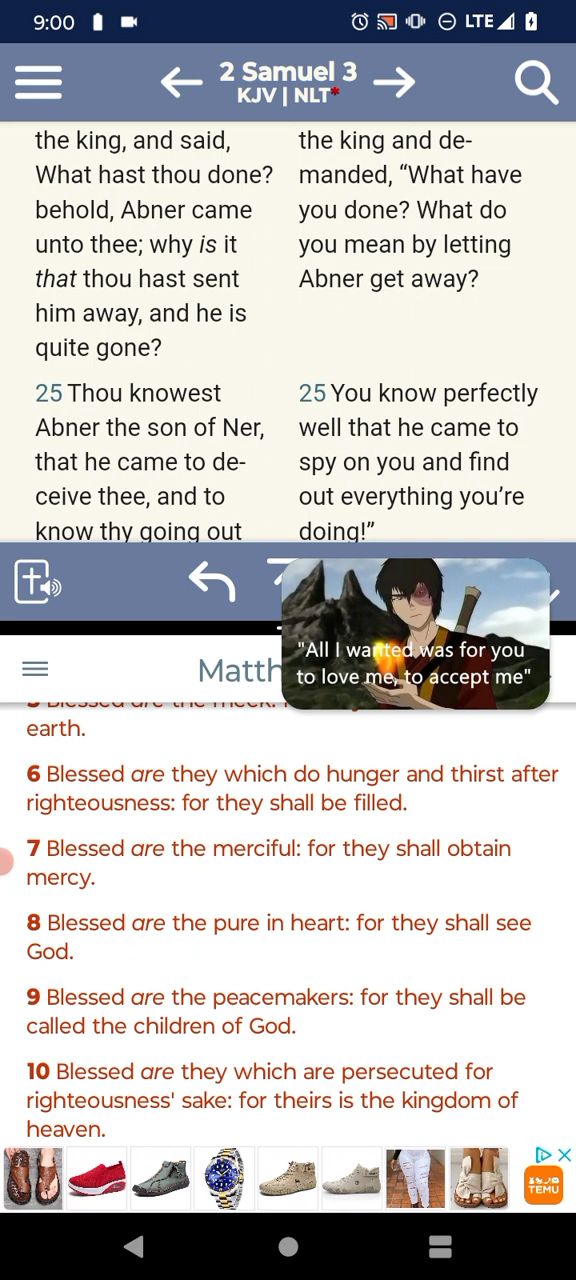 9:00
LTE
2 Samuel 3
KJV | NLT*
the king, and said,
What hast thou done?
behold, Abner came
unto thee; why is it
that thou hast sent
him away, and he is
quite gone?
25 Thou knowest
Abner the son of Ner,
that he came to de-
ceive thee, and to
know thy going out
the king and de-
manded, “What have
you done? What do
you mean by letting
Abner get away?
25 You know perfectly
well that he came to
spy on you and find
out everything you’re
doing!”
"All I wanted was for you
to love me, to accept me"
Matth
5 Blessed are the meek:
earth.
6 Blessed are they which do hunger and thirst after
righteousness: for they shall be filled.
7 Blessed are the merciful: for they shall obtain
mercy.
8 Blessed are the pure in heart: for they shall see
God.
9 Blessed are the peacemakers: for they shall be
called the children of God.
10 Blessed are they which are persecuted for
righteousness' sake: for theirs is the kingdom of
heaven.
TEMU